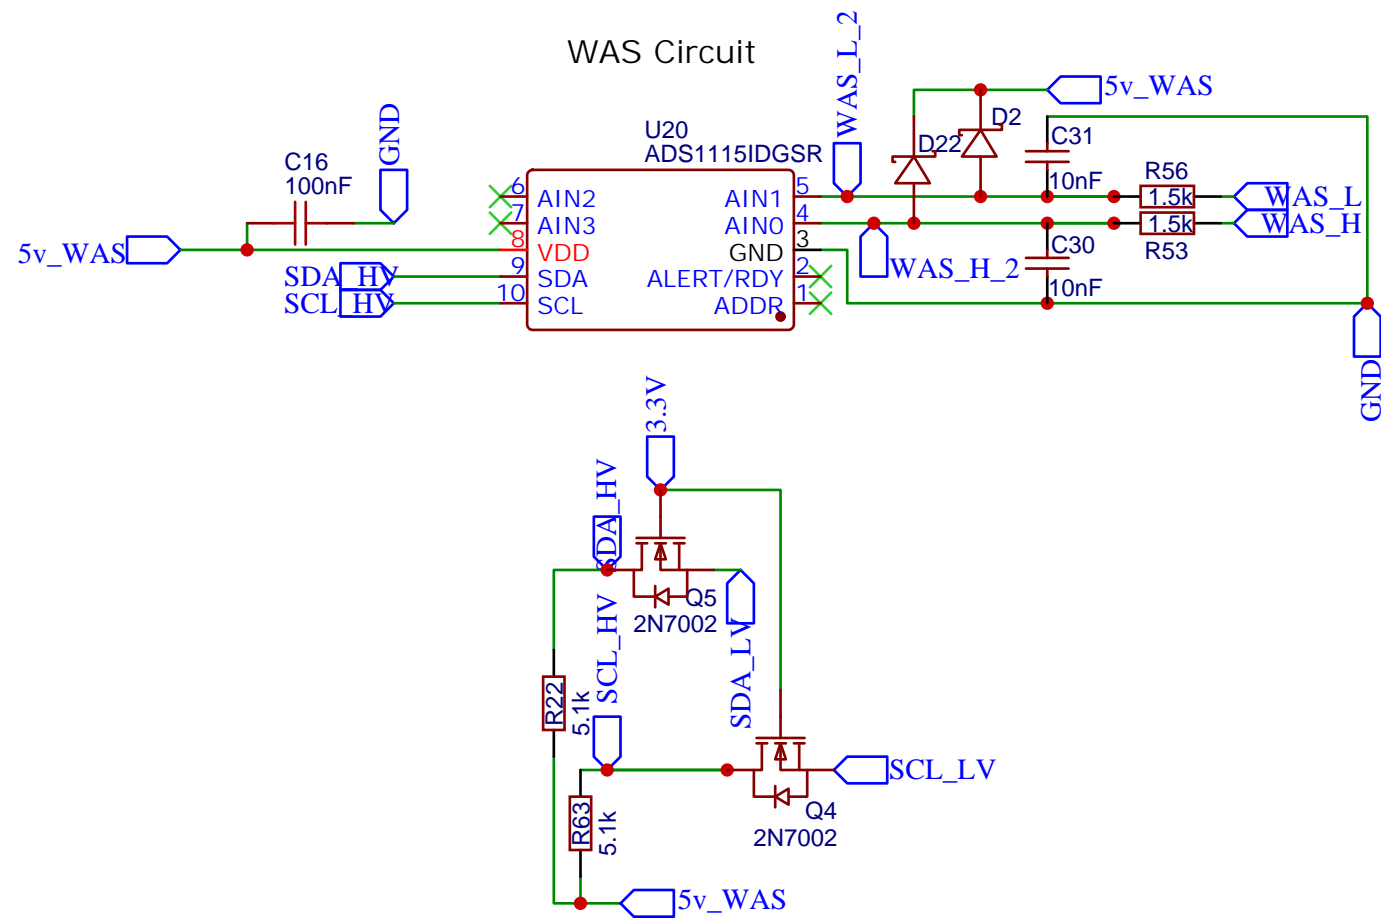 WAS Circuit
WAS_L_2
5v_WAS
D2
D22
GND
U20
ADS1115IDGSR
C31
10nF
C16
100nF
R56
1.5k
WAS_L
6
AIN2
AIN1
5
7
AIN3
AIN0
4
1.5k
WAS_H
R53
5v_WAS
8
VDD
GND
3
C30
10nF
WAS_H_2
SDA_HV
9
SDA
ALERT/RDY
2
SCL_HV
10
SCL
ADDR
1
GND
3.3V
SDA_HV
Q5
2N7002
SDA_LV
SCL_HV
R22
5.1k
SCL_LV
Q4
2N7002
R63
5.1k
5v_WAS